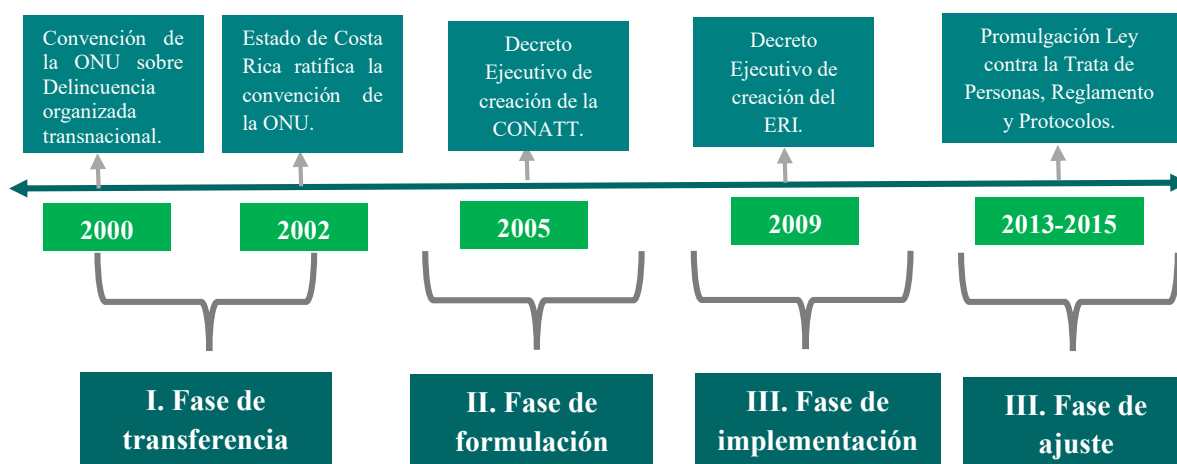 Convención de
la ONU sobre
Delincuencia
organizada
transnacional.
Estado de Costa
Rica ratifica la
convención de
la ONU.
Decreto
Ejecutivo de
creación de la
CONATT.
Decreto
Ejecutivo de
creación del
ERI.
Promulgación Ley
contra la Trata de
Personas, Reglamento
y Protocolos.
2000
2002
2005
2009
2013-2015
I. Fase de
transferencia
II. Fase de
formulación
III. Fase de
implementación
III. Fase de
ajuste